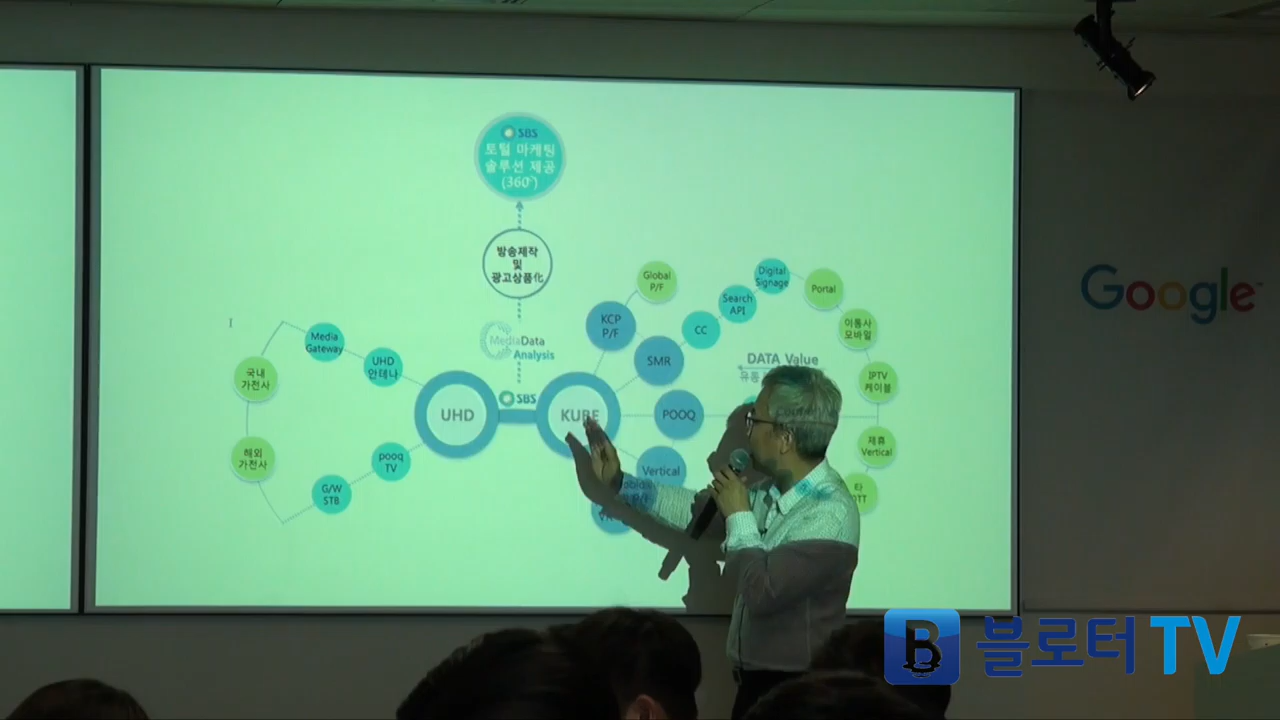 SBS
토털 마케팅
솔루션 제공
(360°)
방송제작
및
광고상품化
MediaData
Analysis
SBS
UHD
KUBE
Media
Gateway
UHD
안테나
국내
가전사
해외
가전사
pooq
TV
G/W
STB
Global
P/F
KCP
P/F
SMR
CC
Search
API
Digital
Signage
Portal
이동사
모바일
IPTV
케이블
제휴
Vertical
타
OTT
DATA Value
유통
POOQ
Vertical
P/F
Google
B 블로터 TV